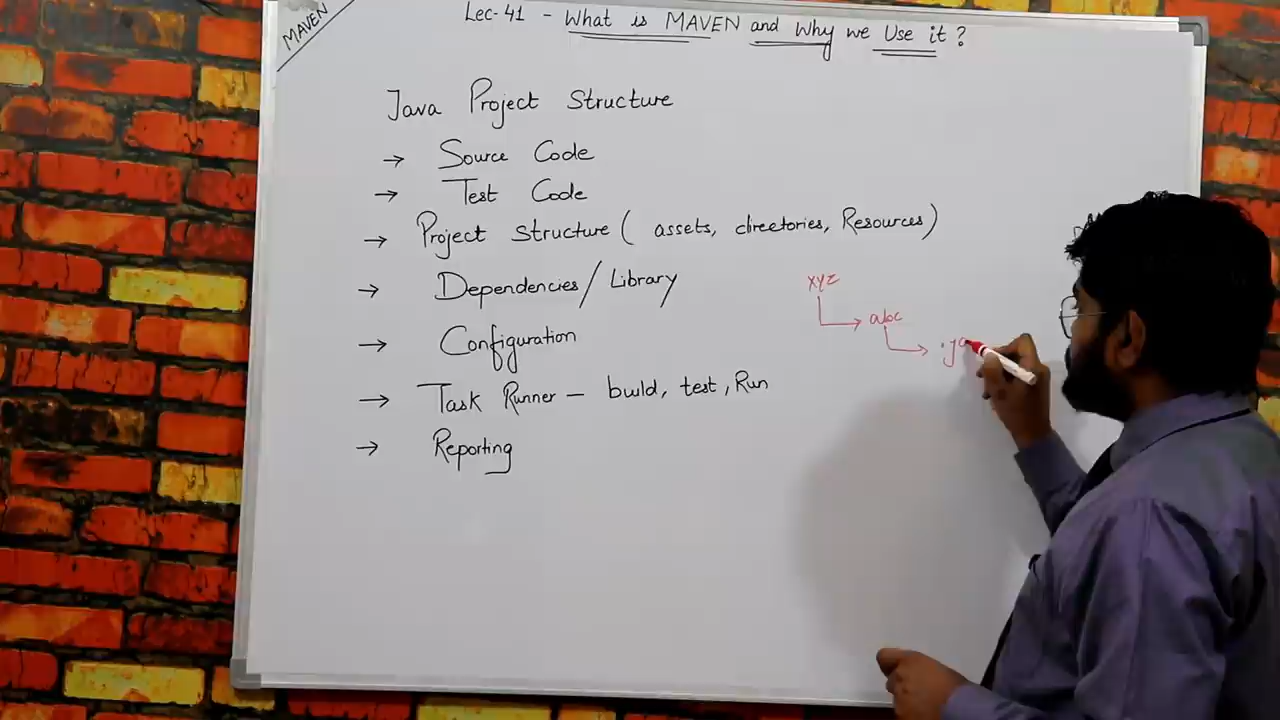 MAVEN
Lec-41 - What is MAVEN and Why we Use it ?
Java Project Structure
→ Source Code
→ Test Code
→ Project Structure ( assets, directories, Resources)
→ Dependencies / Library
→ Configuration
→ Task Runner – build, test, Run
→ Reporting
xyz
abc
.ja